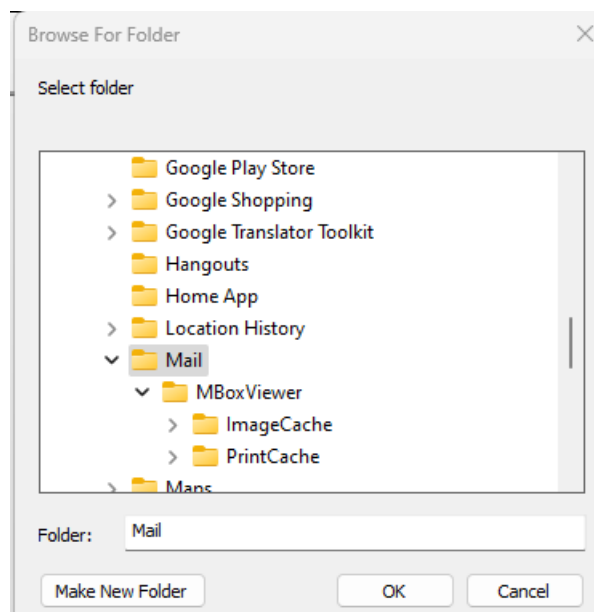 Browse For Folder
Select folder
Google Play Store
Google Shopping
Google Translator Toolkit
Hangouts
Home App
Location History
Mail
MBoxViewer
ImageCache
PrintCache
Maps
Folder: Mail
Make New Folder OK Cancel